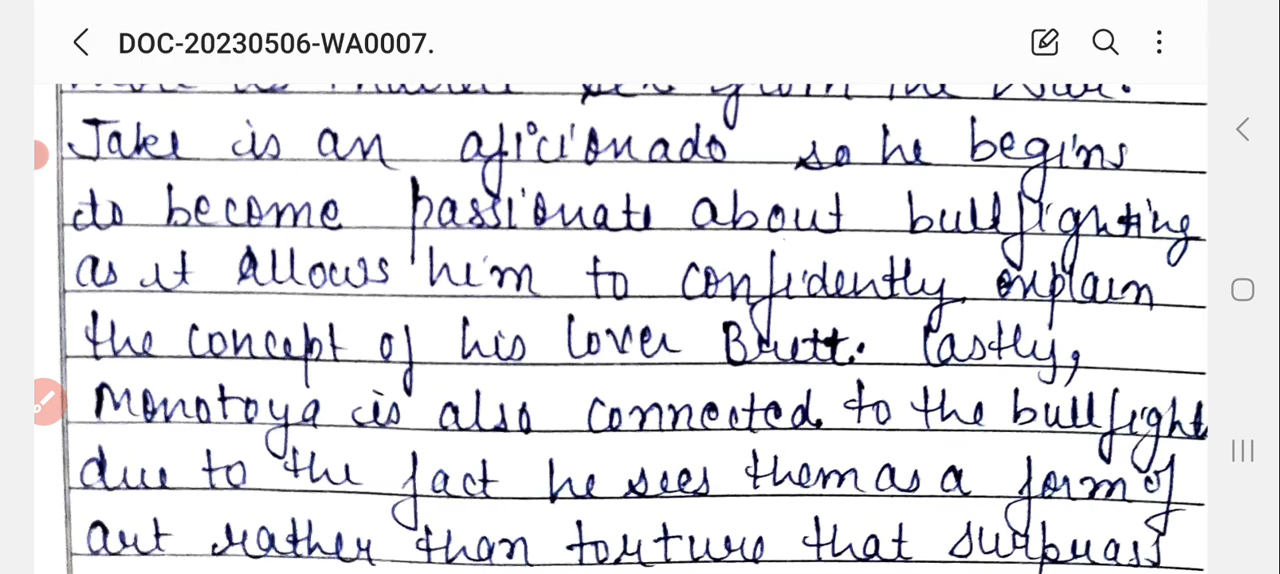 DOC-20230506-WA0007.
the
Jake is an aficionado so he begins
to become passionate about bullfighting
as it allows him to confidently explain
the concept of his lover Brett. Lastly,
Monotoya is also connected to the bullfight
due to the fact he sees them as a form of
art rather than torture that surpass